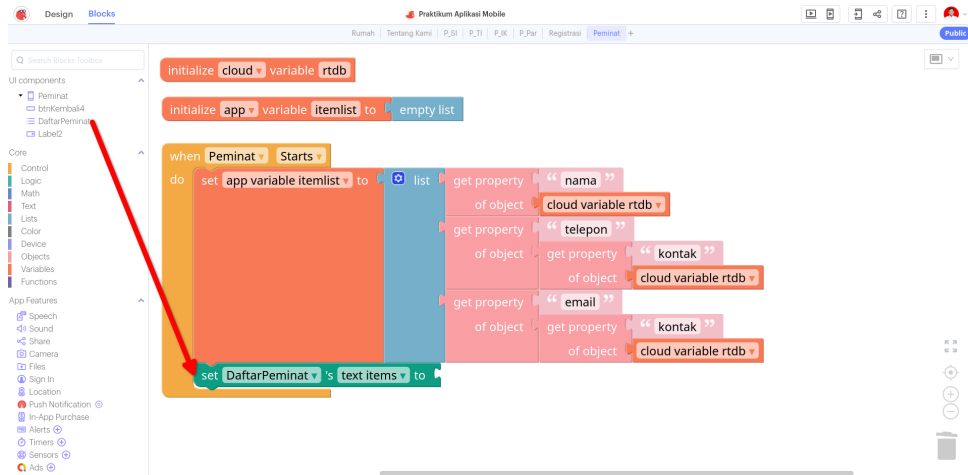 Design Blocks Praktikum Aplikasi Mobile
Rumah Tentang Kami P_SI P_TI P_IK P_Par Registrasi Peminat +
Public
Search Blocks Toolbox
UI components
Peminat
btnKembali4
DaftarPeminat
Label2
Core
Control
Logic
Math
Text
Lists
Color
Device
Objects
Variables
Functions
App Features
Speech
Sound
Share
Camera
Files
Sign In
Location
Push Notification
In-App Purchase
Alerts
Timers
Sensors
Ads
initialize cloud variable rtdb
initialize app variable itemlist to empty list
when Peminat Starts
do set app variable itemlist to list get property “ nama ”
of object cloud variable rtdb
get property “ telepon ”
of object get property “ kontak ”
of object cloud variable rtdb
get property “ email ”
of object get property “ kontak ”
of object cloud variable rtdb
set DaftarPeminat 's text items to